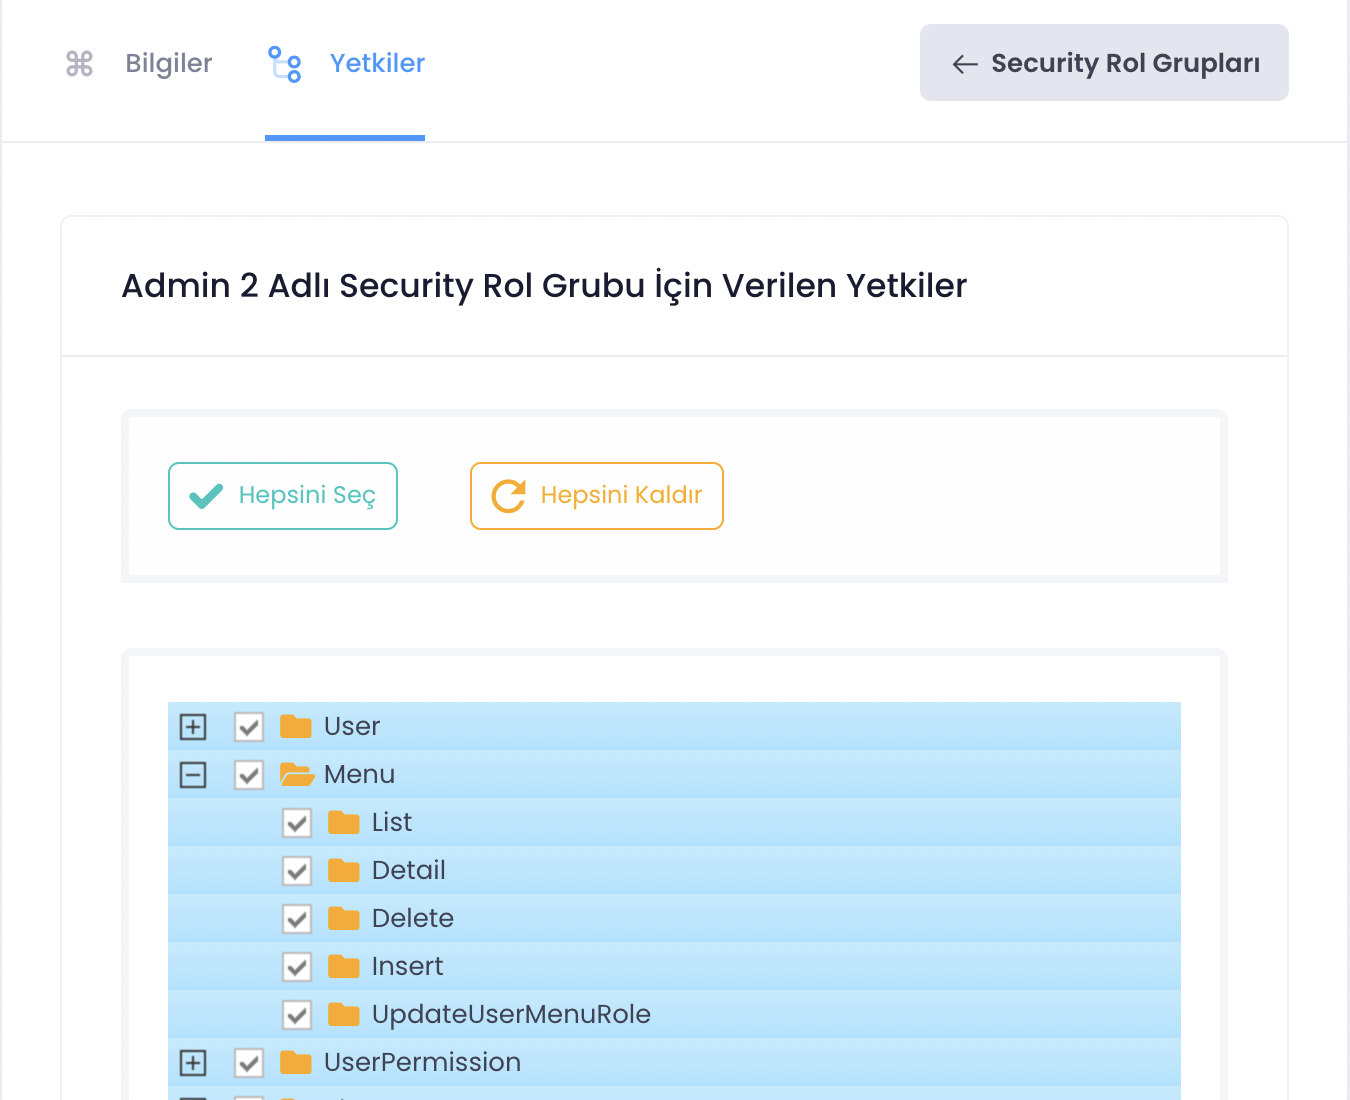 Bilgiler
Yetkiler
← Security Rol Grupları
Admin 2 Adlı Security Rol Grubu İçin Verilen Yetkiler
Hepsini Seç
Hepsini Kaldır
User
Menu
List
Detail
Delete
Insert
UpdateUserMenuRole
UserPermission